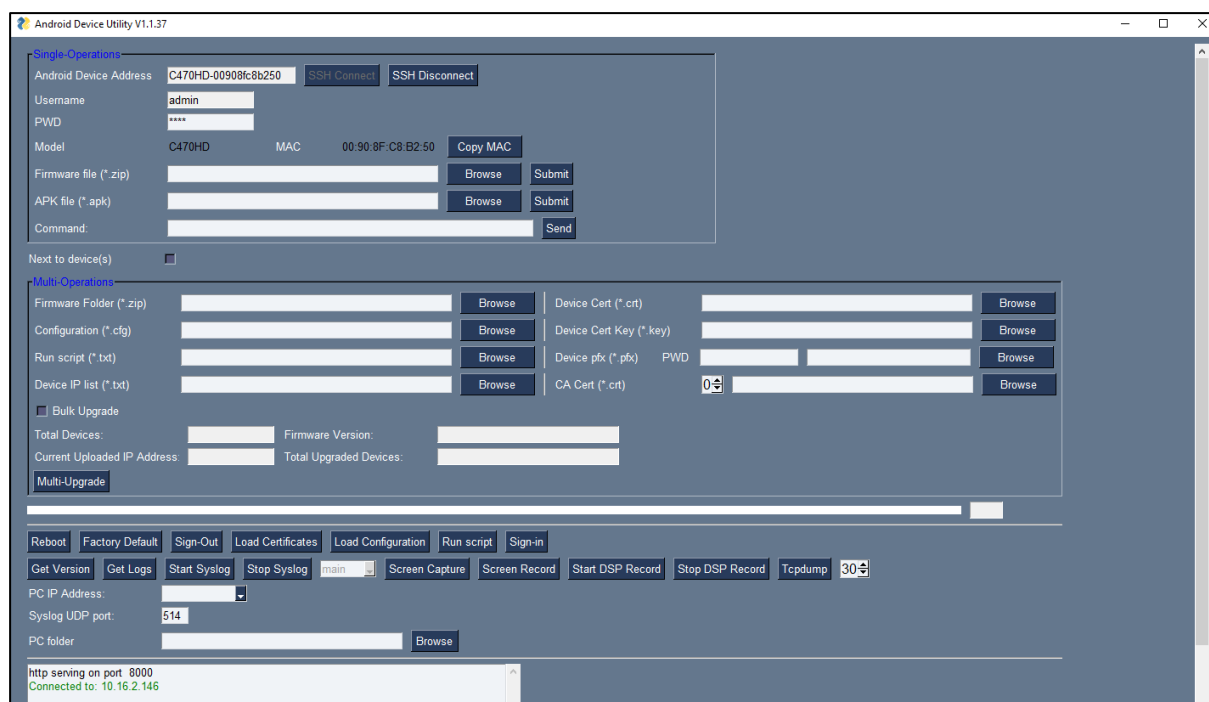 Android Device Utility V1.1.37
Single-Operations
Android Device Address C470HD-00908fc8b250 SSH Connect SSH Disconnect
Username admin
PWD ****
Model C470HD MAC 00:90:8F:C8:B2:50 Copy MAC
Firmware file (*.zip) Browse Submit
APK file (*.apk) Browse Submit
Command: Send
Next to device(s)
Multi-Operations
Firmware Folder (*.zip) Browse Device Cert (*.crt) Browse
Configuration (*.cfg) Browse Device Cert Key (*.key) Browse
Run script (*.txt) Browse Device pfx (*.pfx) PWD Browse
Device IP list (*.txt) Browse CA Cert (*.crt) 0 Browse
Bulk Upgrade
Total Devices: Firmware Version:
Current Uploaded IP Address: Total Upgraded Devices:
Multi-Upgrade
Reboot Factory Default Sign-Out Load Certificates Load Configuration Run script Sign-in
Get Version Get Logs Start Syslog Stop Syslog main Screen Capture Screen Record Start DSP Record Stop DSP Record Tcpdump 30
PC IP Address:
Syslog UDP port: 514
PC folder Browse
http serving on port 8000
Connected to: 10.16.2.146